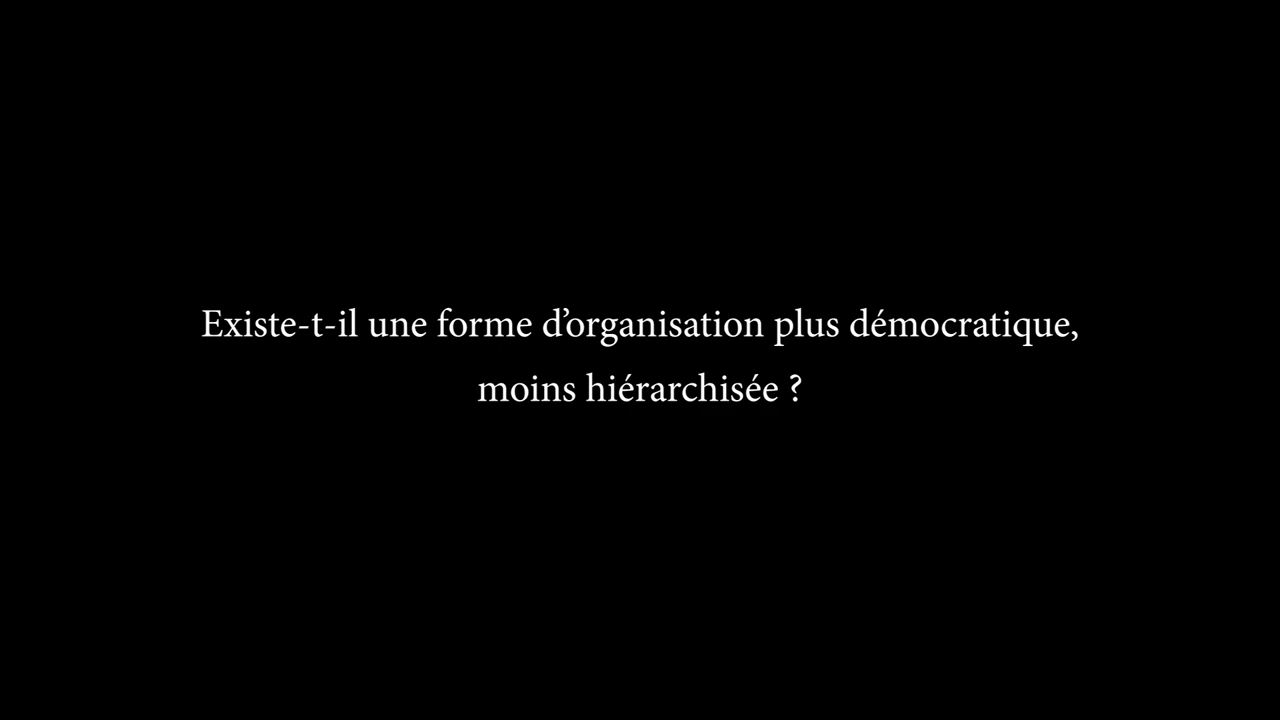 Existe-t-il une forme d’organisation plus démocratique,
moins hiérarchisée ?